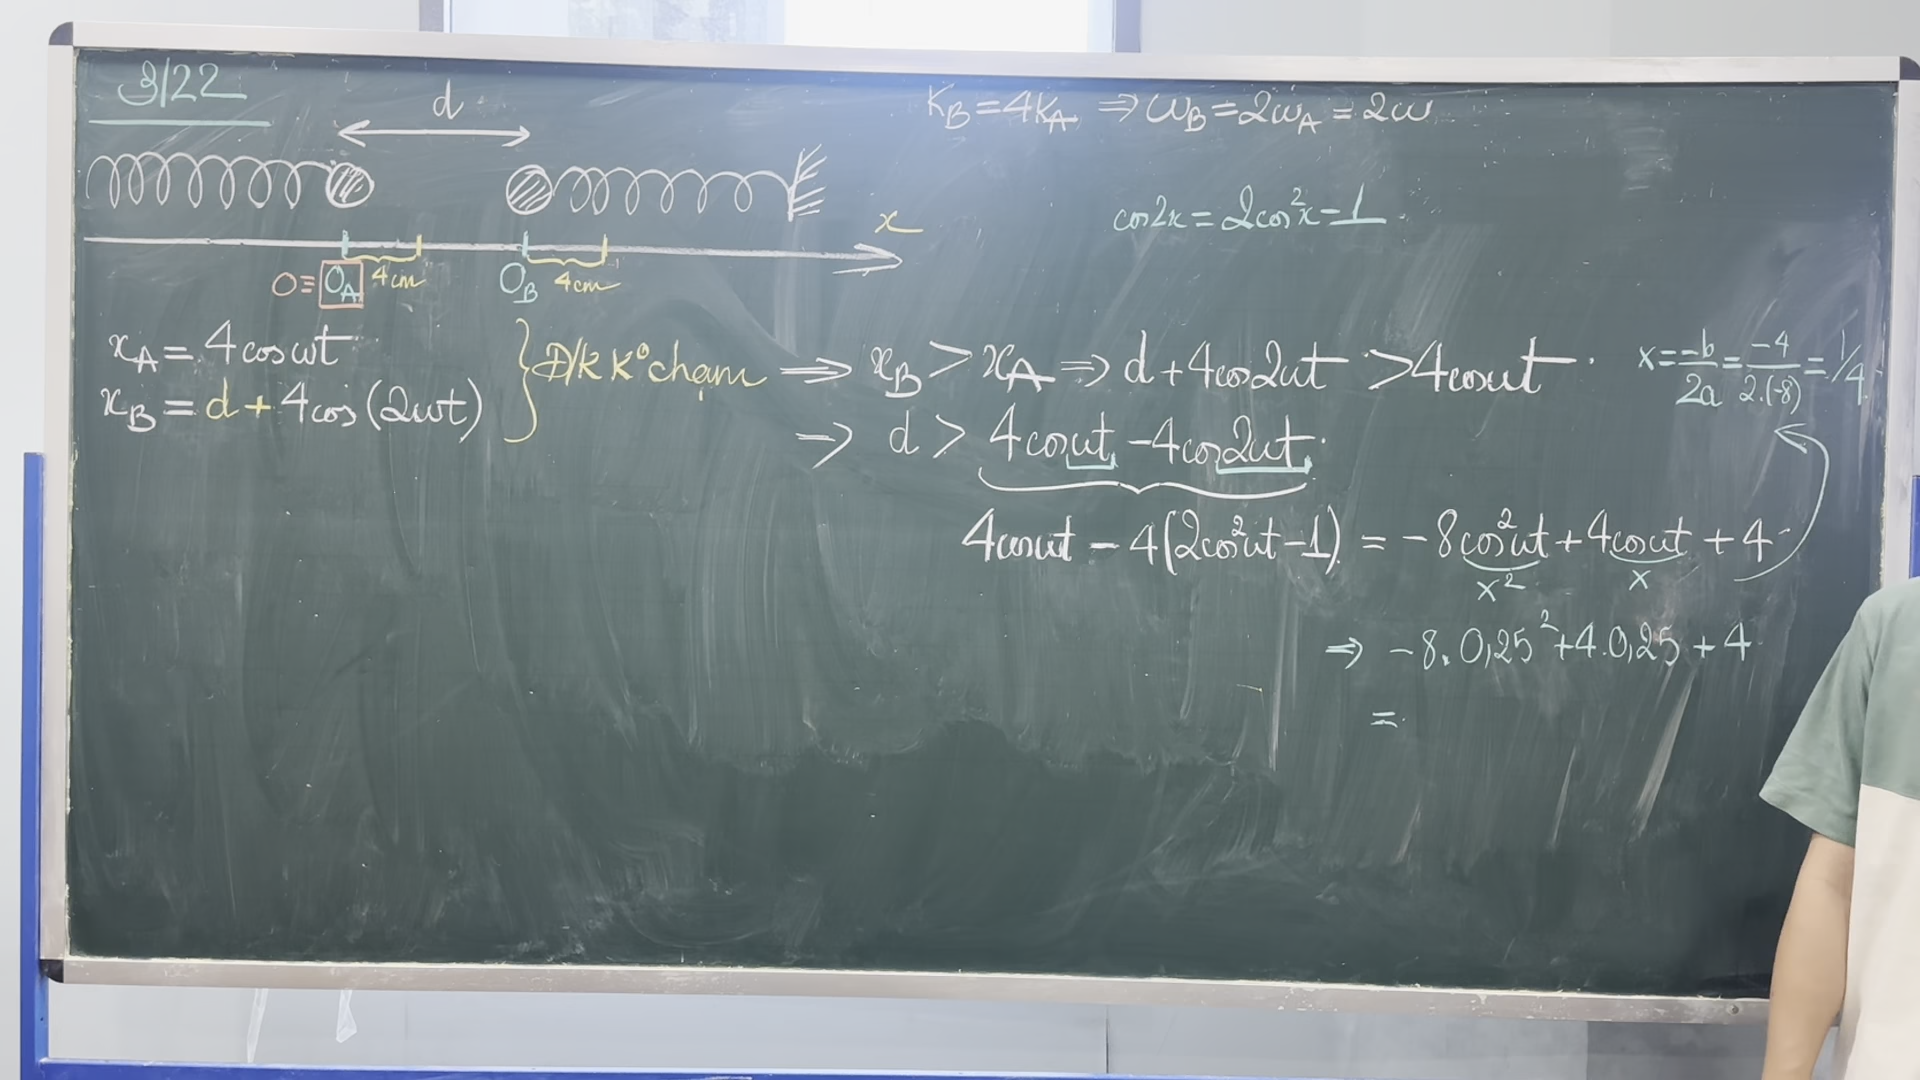 3/22
d
K_B = 4K_A ⇒ ω_B = 2ω_A = 2ω
cos2x = 2cos²x - 1
x
O ≡ O_A 4cm O_B 4cm
x_A = 4cosωt
x_B = d + 4cos(2ωt)
} Đ/k k° chạm ⇒ x_B > x_A ⇒ d + 4cos2ωt > 4cosωt
x = -b/2a = -4/2.(-8) = 1/4
⇒ d > 4cosωt - 4cos2ωt
4cosωt - 4(2cos²ωt - 1) = -8cos²ωt + 4cosωt + 4
x² x
⇒ -8.0,25² + 4.0,25 + 4
=